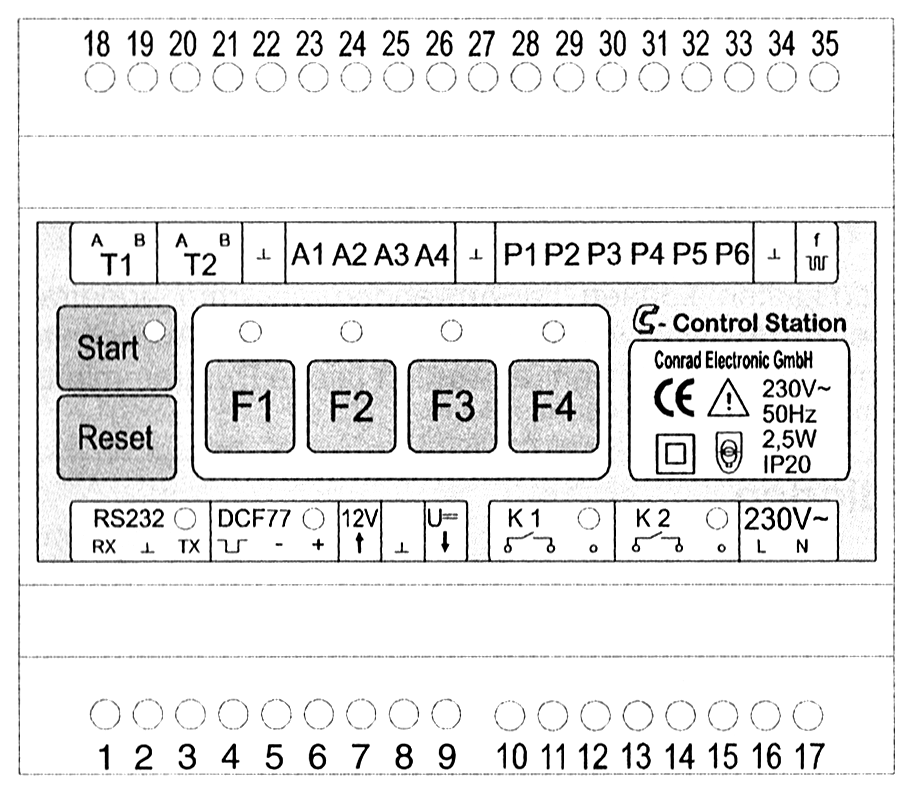 18 19 20 21 22 23 24 25 26 27 28 29 30 31 32 33 34 35
A B A B f
T1 T2 ⊥ A1 A2 A3 A4 ⊥ P1 P2 P3 P4 P5 P6 ⊥
Start
Reset
F1 F2 F3 F4
C - Control Station
Conrad Electronic GmbH
CE 230V~
50Hz
2,5W
IP20
RS232 DCF77 12V U K1 K2 230V~
RX ⊥ TX - + ⊥ L N
1 2 3 4 5 6 7 8 9 10 11 12 13 14 15 16 17